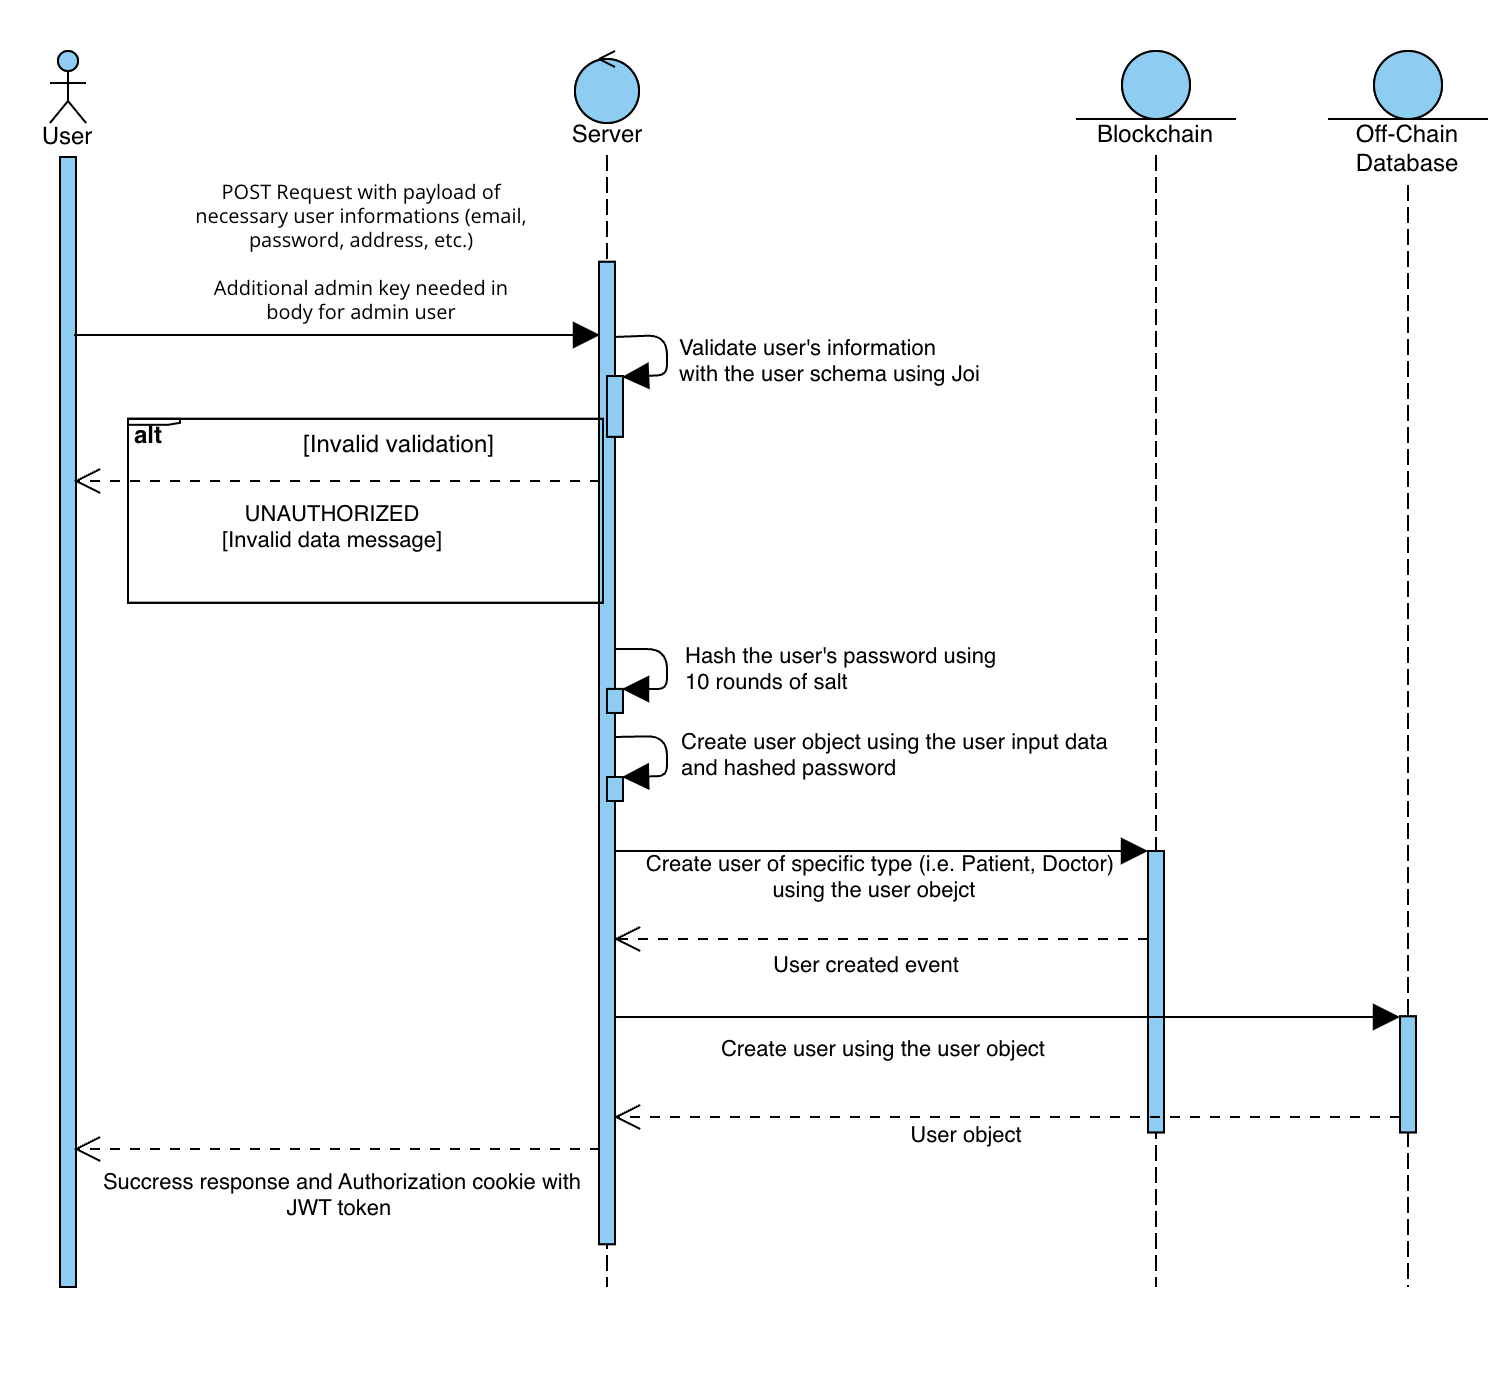 User
Server
Blockchain
Off-Chain
Database
POST Request with payload of
necessary user informations (email,
password, address, etc.)
Additional admin key needed in
body for admin user
Validate user's information
with the user schema using Joi
alt
[Invalid validation]
UNAUTHORIZED
[Invalid data message]
Hash the user's password using
10 rounds of salt
Create user object using the user input data
and hashed password
Create user of specific type (i.e. Patient, Doctor)
using the user obejct
User created event
Create user using the user object
User object
Succress response and Authorization cookie with
JWT token